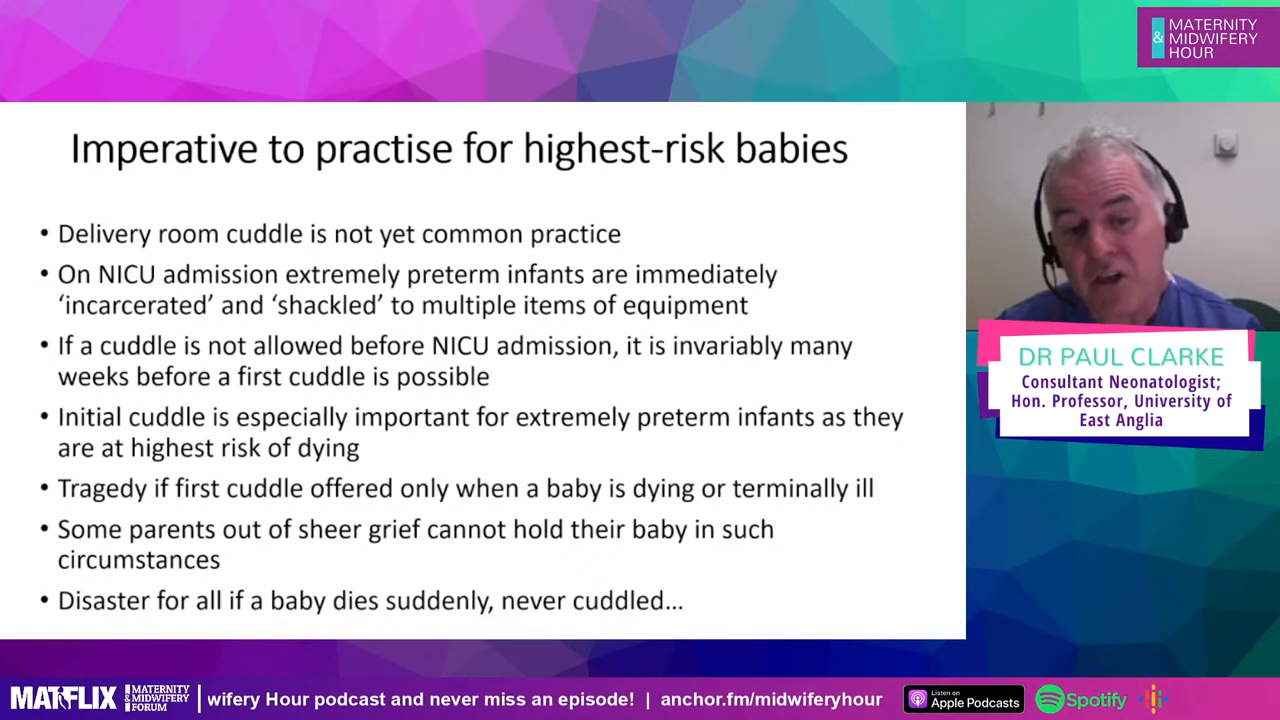 MATERNITY
& MIDWIFERY
HOUR
Imperative to practise for highest-risk babies
• Delivery room cuddle is not yet common practice
• On NICU admission extremely preterm infants are immediately
‘incarcerated’ and ‘shackled’ to multiple items of equipment
• If a cuddle is not allowed before NICU admission, it is invariably many
weeks before a first cuddle is possible
• Initial cuddle is especially important for extremely preterm infants as they
are at highest risk of dying
• Tragedy if first cuddle offered only when a baby is dying or terminally ill
• Some parents out of sheer grief cannot hold their baby in such
circumstances
• Disaster for all if a baby dies suddenly, never cuddled…
DR PAUL CLARKE
Consultant Neonatologist;
Hon. Professor, University of
East Anglia
MATFLIX
MATERNITY
& MIDWIFERY
FORUM
wifery Hour podcast and never miss an episode! | anchor.fm/midwiferyhour
Listen on
Apple Podcasts
Spotify